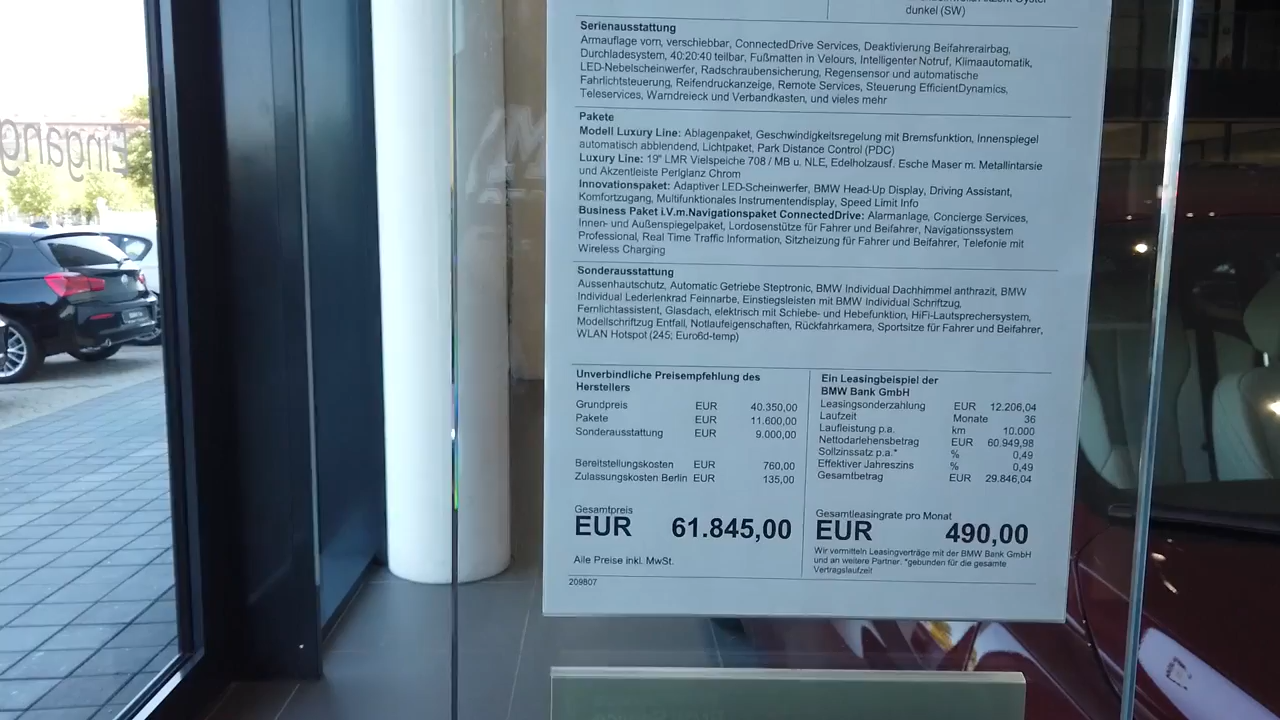 dunkel (SW)
Serienausstattung
Armauflage vorn, verschiebbar, ConnectedDrive Services, Deaktivierung Beifahrerairbag,
Durchladesystem, 40:20:40 teilbar, Fußmatten in Velours, Intelligenter Notruf, Klimaautomatik,
LED-Nebelscheinwerfer, Radschraubensicherung, Regensensor und automatische
Fahrlichtsteuerung, Reifendruckanzeige, Remote Services, Steuerung EfficientDynamics,
Teleservices, Warndreieck und Verbandkasten, und vieles mehr
Pakete
Modell Luxury Line: Ablagenpaket, Geschwindigkeitsregelung mit Bremsfunktion, Innenspiegel
automatisch abblendend, Lichtpaket, Park Distance Control (PDC)
Luxury Line: 19" LMR Vielspeiche 708 / MB u. NLE, Edelholzausf. Esche Maser m. Metallintarsie
und Akzentleiste Perlglanz Chrom
Innovationspaket: Adaptiver LED-Scheinwerfer, BMW Head-Up Display, Driving Assistant,
Komfortzugang, Multifunktionales Instrumentendisplay, Speed Limit Info
Business Paket i.V.m.Navigationspaket ConnectedDrive: Alarmanlage, Concierge Services,
Innen- und Außenspiegelpaket, Lordosenstütze für Fahrer und Beifahrer, Navigationssystem
Professional, Real Time Traffic Information, Sitzheizung für Fahrer und Beifahrer, Telefonie mit
Wireless Charging
Sonderausstattung
Aussenhautschutz, Automatic Getriebe Steptronic, BMW Individual Dachhimmel anthrazit, BMW
Individual Lederlenkrad Feinnarbe, Einstiegsleisten mit BMW Individual Schriftzug,
Fernlichtassistent, Glasdach, elektrisch mit Schiebe- und Hebefunktion, HiFi-Lautsprechersystem,
Modellschriftzug Entfall, Notlaufeigenschaften, Rückfahrkamera, Sportsitze für Fahrer und Beifahrer,
WLAN Hotspot (245; Euro6d-temp)
Unverbindliche Preisempfehlung des
Herstellers
Grundpreis EUR 40.350,00
Pakete EUR 11.600,00
Sonderausstattung EUR 9.000,00
Bereitstellungskosten EUR 760,00
Zulassungskosten Berlin EUR 135,00
Gesamtpreis
EUR 61.845,00
Alle Preise inkl. MwSt.
209807
Ein Leasingbeispiel der
BMW Bank GmbH
Leasingsonderzahlung EUR 12.206,04
Laufzeit Monate 36
Laufleistung p.a. km 10.000
Nettodarlehensbetrag EUR 60.949,98
Sollzinssatz p.a.* % 0,49
Effektiver Jahreszins % 0,49
Gesamtbetrag EUR 29.846,04
Gesamtleasingrate pro Monat
EUR 490,00
Wir vermitteln Leasingverträge mit der BMW Bank GmbH
und an weitere Partner. *gebunden für die gesamte
Vertragslaufzeit
Eingang